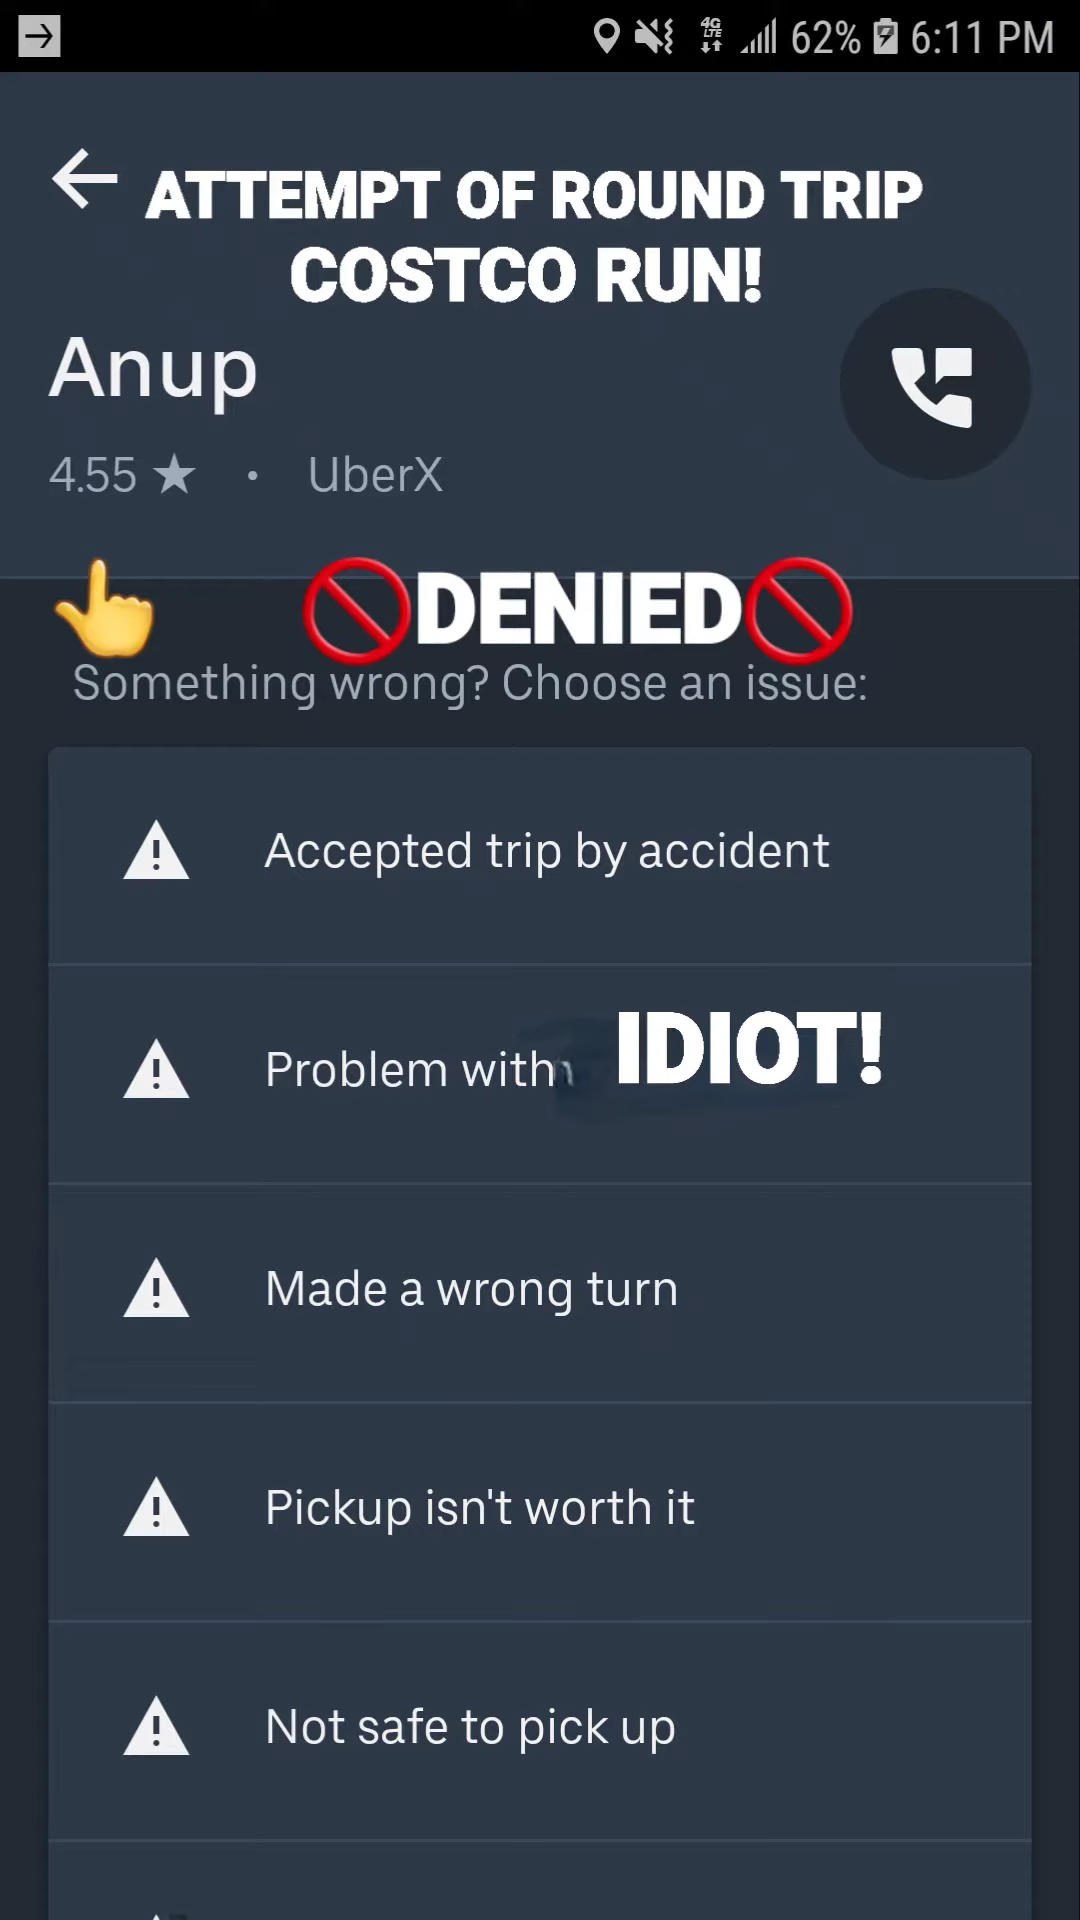 4G
LTE
62%
6:11 PM
ATTEMPT OF ROUND TRIP
COSTCO RUN!
Anup
4.55 ★ • UberX
👆 🚫DENIED🚫
Something wrong? Choose an issue:
Accepted trip by accident
IDIOT!
Problem with
Made a wrong turn
Pickup isn't worth it
Not safe to pick up